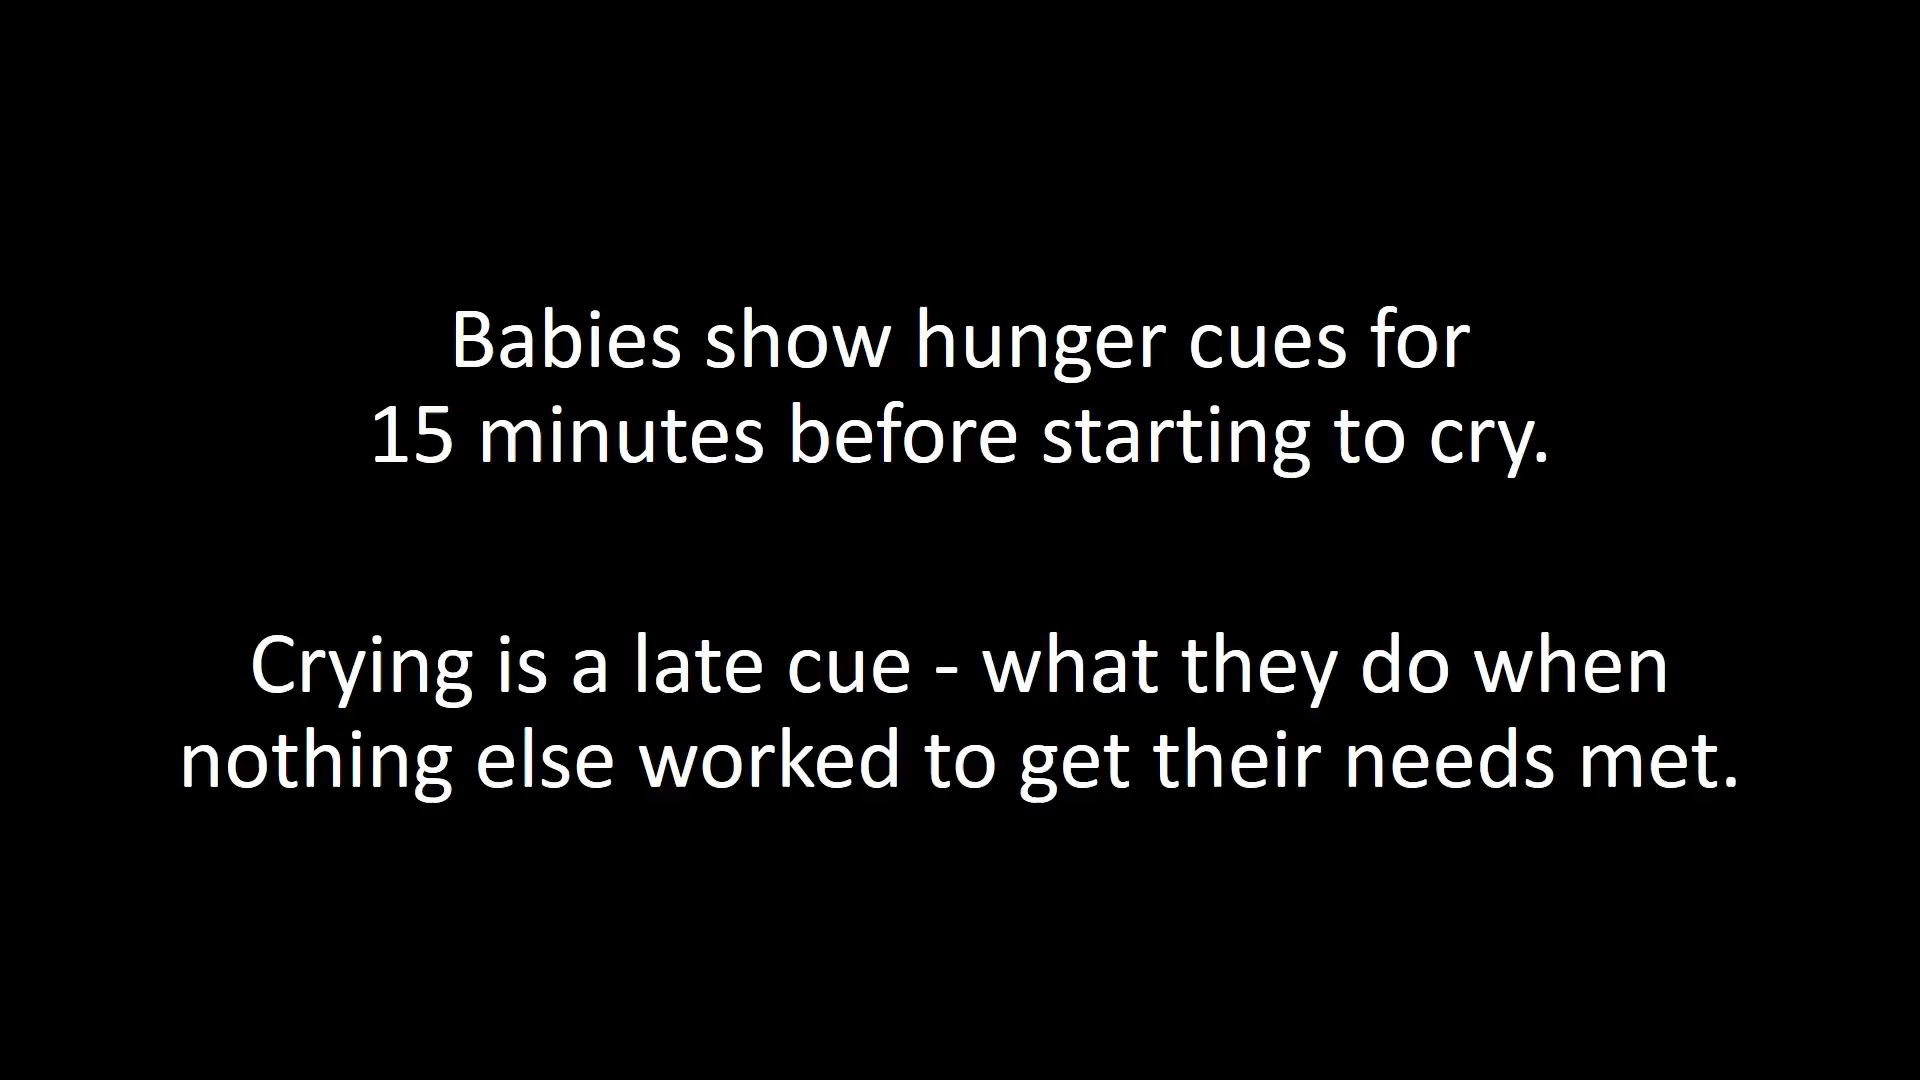 Babies show hunger cues for
15 minutes before starting to cry.
Crying is a late cue - what they do when
nothing else worked to get their needs met.